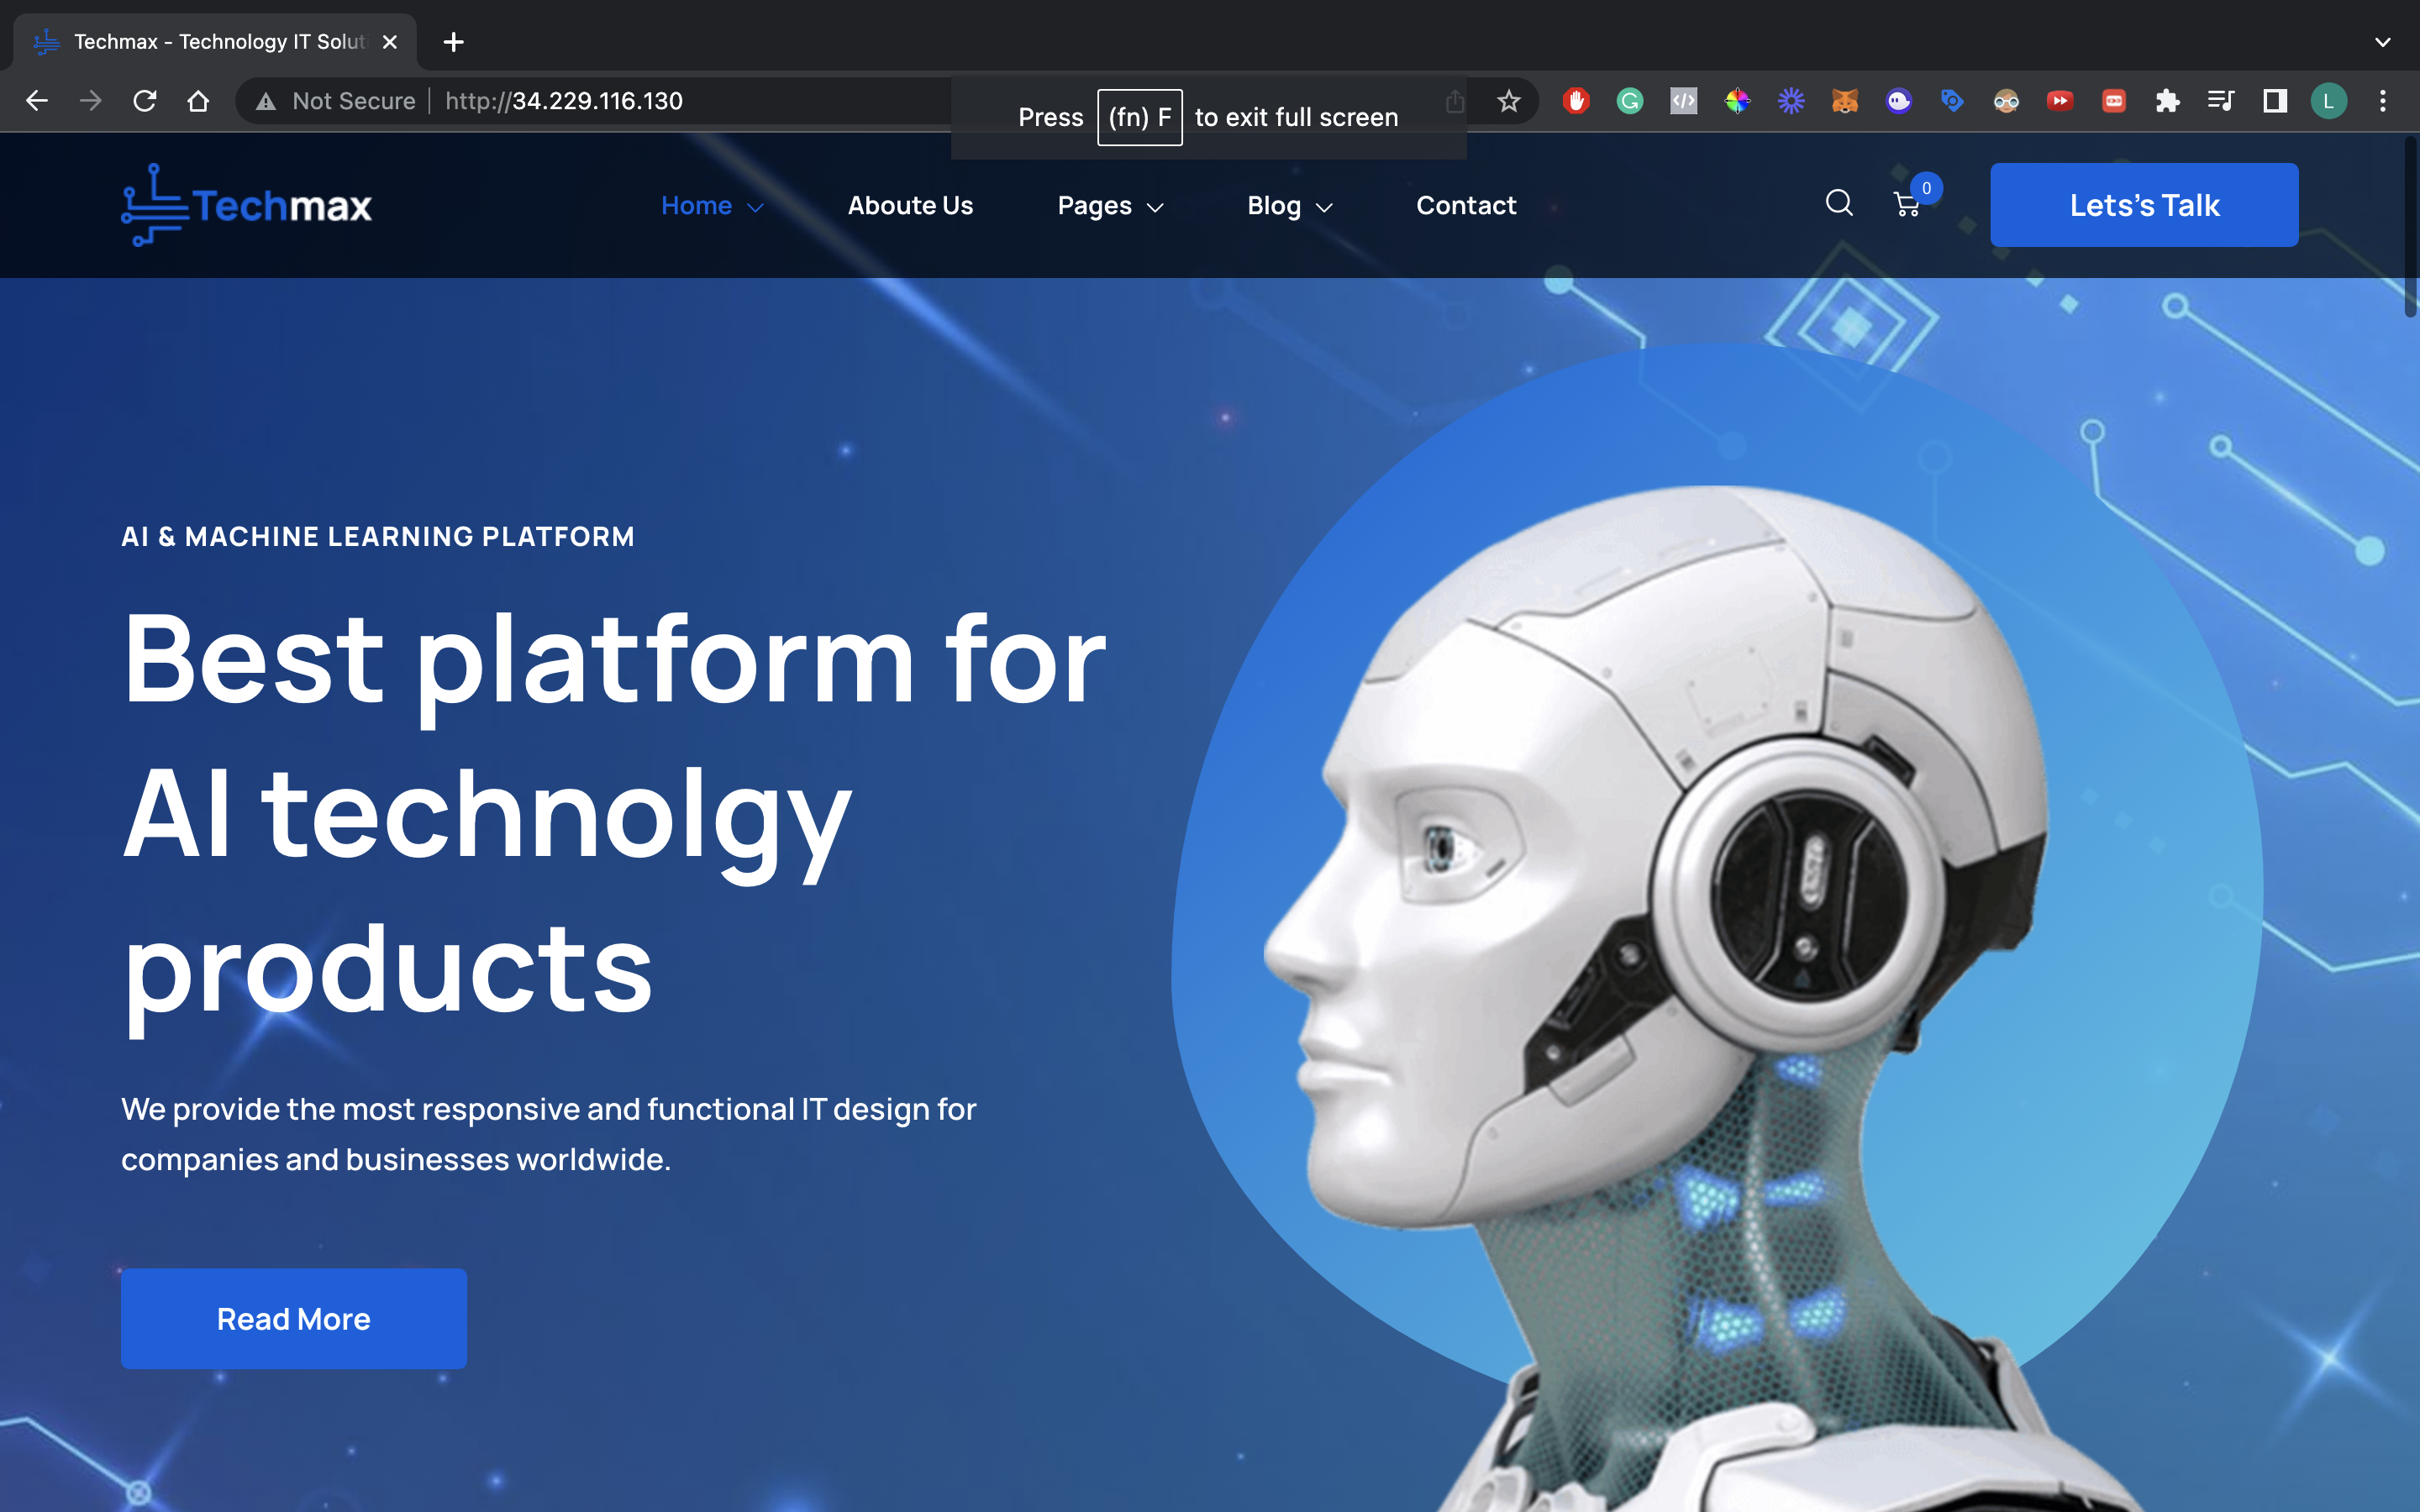 Techmax - Technology IT Solut
Not Secure http://34.229.116.130
L
Press (fn) F to exit full screen
Techmax
Home
Aboute Us
Pages
Blog
Contact
0
Lets's Talk
AI & MACHINE LEARNING PLATFORM
Best platform for
AI technolgy
products
We provide the most responsive and functional IT design for
companies and businesses worldwide.
Read More